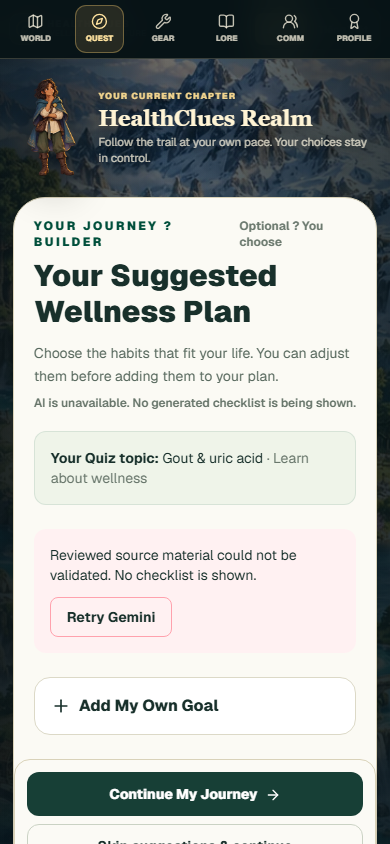 WORLD
QUEST
GEAR
LORE
COMM
PROFILE
YOUR CURRENT CHAPTER
HealthClues Realm
Follow the trail at your own pace. Your choices stay
in control.
YOUR JOURNEY ?
BUILDER
Optional ? You
choose
Your Suggested
Wellness Plan
Choose the habits that fit your life. You can adjust
them before adding them to your plan.
AI is unavailable. No generated checklist is being shown.
Your Quiz topic: Gout & uric acid · Learn
about wellness
Reviewed source material could not be
validated. No checklist is shown.
Retry Gemini
Add My Own Goal
Continue My Journey →
Skip suggestions & continue